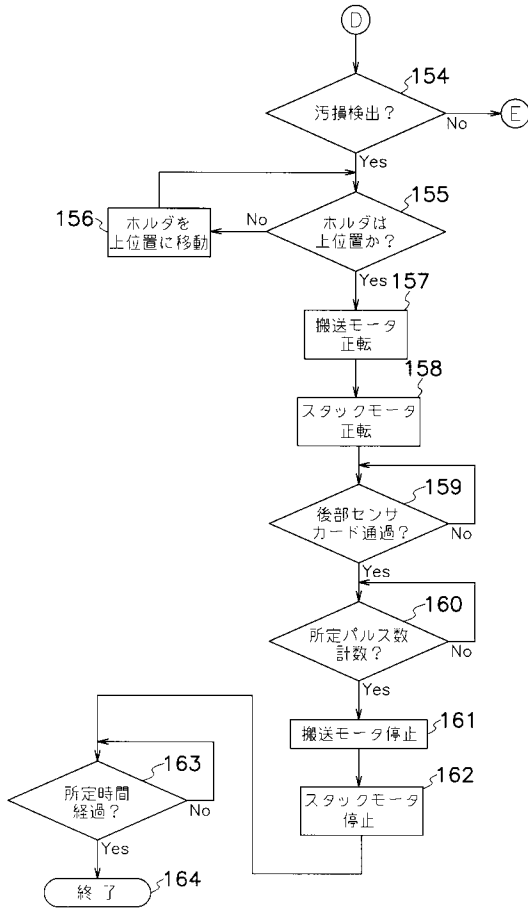 D
154
汚損検出？
No
E
Yes
155
156
ホルダを
上位置に移動
No
ホルダは
上位置か？
Yes
157
搬送モータ
正転
158
スタックモータ
正転
159
後部センサ
カード通過？
No
Yes
160
所定パルス数
計数？
No
Yes
161
搬送モータ停止
162
スタックモータ
停止
163
所定時間
経過？
No
Yes
終了
164